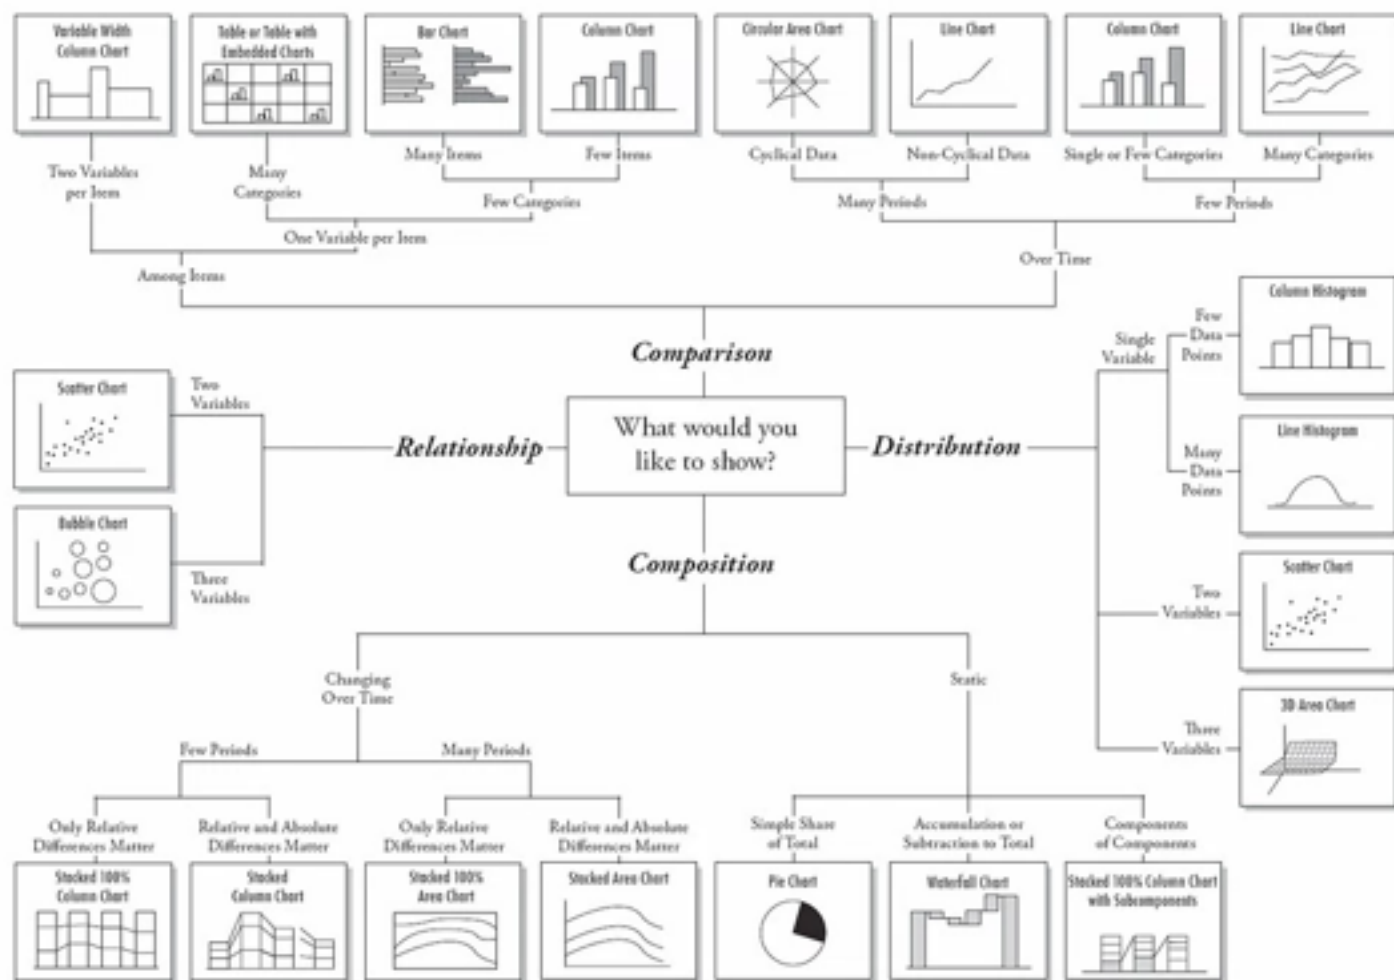 Variable Width
Column Chart
Table or Table with
Embedded Charts
Bar Chart
Column Chart
Circular Area Chart
Line Chart
Column Chart
Line Chart
Two Variables
per Item
Many
Categories
Many Items
Few Items
Cyclical Data
Non-Cyclical Data
Single or Few Categories
Many Categories
Few Categories
Many Periods
Few Periods
One Variable per Item
Among Items
Over Time
Comparison
Relationship
What would you
like to show?
Distribution
Composition
Scatter Chart
Two
Variables
Bubble Chart
Three
Variables
Single
Variable
Few
Data
Points
Column Histogram
Many
Data
Points
Line Histogram
Two
Variables
Scatter Chart
Three
Variables
3D Area Chart
Changing
Over Time
Static
Few Periods
Many Periods
Only Relative
Differences Matter
Relative and Absolute
Differences Matter
Only Relative
Differences Matter
Relative and Absolute
Differences Matter
Simple Share
of Total
Accumulation or
Subtraction to Total
Components
of Components
Stacked 100%
Column Chart
Stacked
Column Chart
Stacked 100%
Area Chart
Stacked Area Chart
Pie Chart
Waterfall Chart
Stacked 100% Column Chart
with Subcomponents